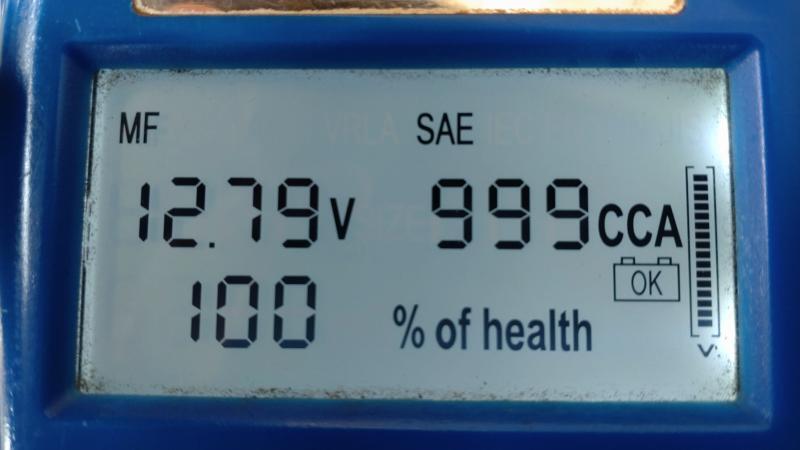 MF SAE
12.79 V 999 CCA
OK
100 % of health